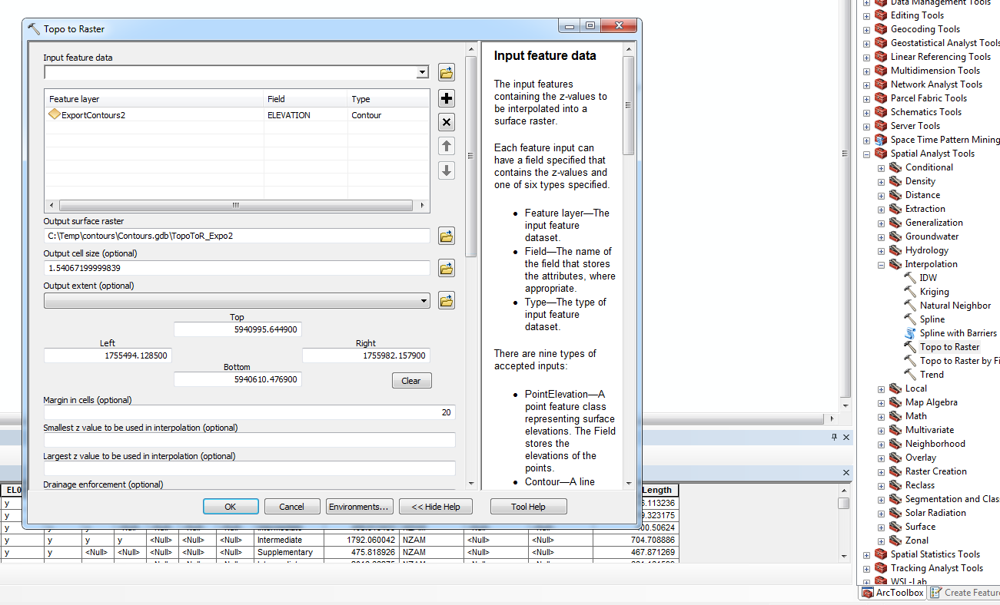 Topo to Raster
Input feature data
Feature layer Field Type
ExportContours2 ELEVATION Contour
Output surface raster
C:\Temp\contours\Contours.gdb\TopoToR_Expo2
Output cell size (optional)
1.54067199999839
Output extent (optional)
Top
5940995.644900
Left Right
1755494.128500 1755982.157900
Bottom
5940610.476900
Clear
Margin in cells (optional)
20
Smallest z value to be used in interpolation (optional)
Largest z value to be used in interpolation (optional)
Drainage enforcement (optional)
OK Cancel Environments... << Hide Help Tool Help
Input feature data
The input features
containing the z-values to
be interpolated into a
surface raster.
Each feature input can
have a field specified that
contains the z-values and
one of six types specified.
• Feature layer—The
input feature
dataset.
• Field—The name of
the field that stores
the attributes, where
appropriate.
• Type—The type of
input feature
dataset.
There are nine types of
accepted inputs:
• PointElevation—A
point feature class
representing surface
elevations. The Field
stores the
elevations of the
points.
• Contour—A line
Data Management Tools
Editing Tools
Geocoding Tools
Geostatistical Analyst Tools
Linear Referencing Tools
Multidimension Tools
Network Analyst Tools
Parcel Fabric Tools
Schematics Tools
Server Tools
Space Time Pattern Mining
Spatial Analyst Tools
Conditional
Density
Distance
Extraction
Generalization
Groundwater
Hydrology
Interpolation
IDW
Kriging
Natural Neighbor
Spline
Spline with Barriers
Topo to Raster
Topo to Raster by Fi
Trend
Local
Map Algebra
Math
Multivariate
Neighborhood
Overlay
Raster Creation
Reclass
Segmentation and Clas
Solar Radiation
Surface
Zonal
Spatial Statistics Tools
Tracking Analyst Tools
WSL-Lab
ArcToolbox Create Featur
EL0 Length
y 6.113236
y 9.323175
y y y <Null> <Null> <Null> Intermediate <Null> <Null> 400.50624
y y y y <Null> <Null> <Null> Intermediate 1792.060042 NZAM <Null> <Null> 704.708886
y y <Null> <Null> <Null> <Null> <Null> Supplementary 475.818926 NZAM <Null> <Null> 467.871269